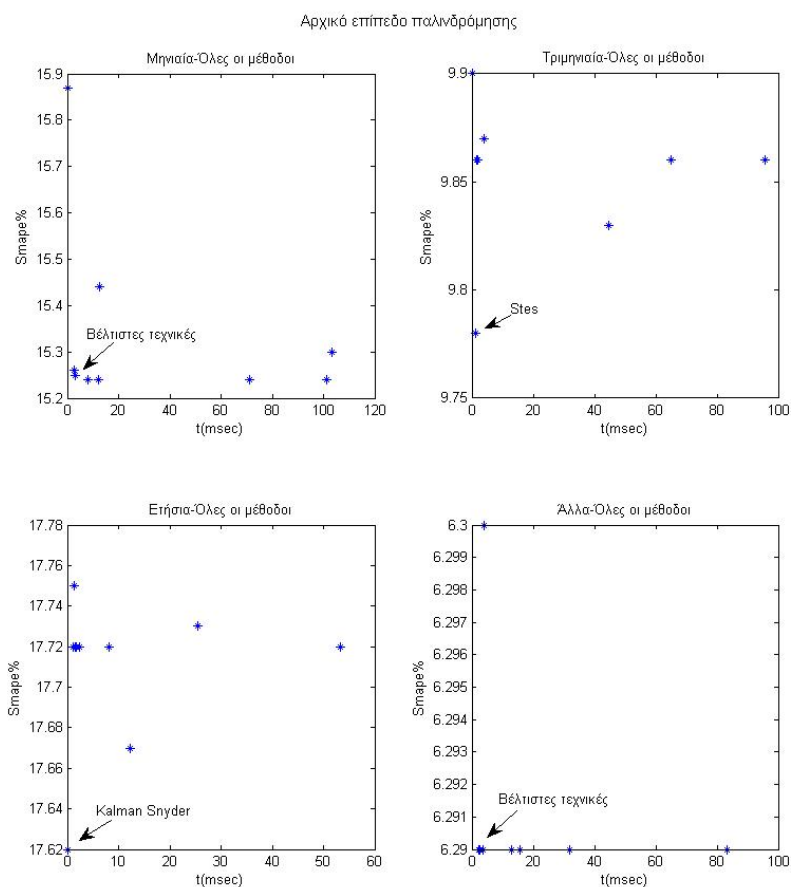 Αρχικό επίπεδο παλινδρόμησης
Μηνιαία-Όλες οι μέθοδοι
15.9
15.8
15.7
15.6
15.5
15.4
15.3
15.2
Smape%
Βέλτιστες τεχνικές
0 20 40 60 80 100 120
t(msec)
Τριμηνιαία-Όλες οι μέθοδοι
9.9
9.85
9.8
9.75
Smape%
Stes
0 20 40 60 80 100
t(msec)
Ετήσια-Όλες οι μέθοδοι
17.78
17.76
17.74
17.72
17.7
17.68
17.66
17.64
17.62
Smape%
Kalman Snyder
0 10 20 30 40 50 60
t(msec)
Άλλα-Όλες οι μέθοδοι
6.3
6.299
6.298
6.297
6.296
6.295
6.294
6.293
6.292
6.291
6.29
Smape%
Βέλτιστες τεχνικές
0 20 40 60 80 100
t(msec)